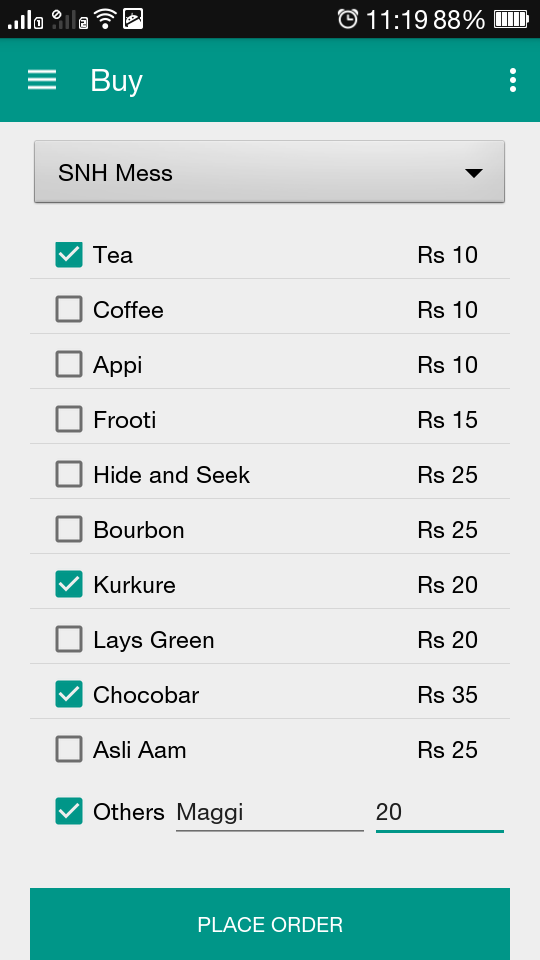 1 2 11:19 88%
Buy
SNH Mess
Tea Rs 10
Coffee Rs 10
Appi Rs 10
Frooti Rs 15
Hide and Seek Rs 25
Bourbon Rs 25
Kurkure Rs 20
Lays Green Rs 20
Chocobar Rs 35
Asli Aam Rs 25
Others Maggi 20
PLACE ORDER